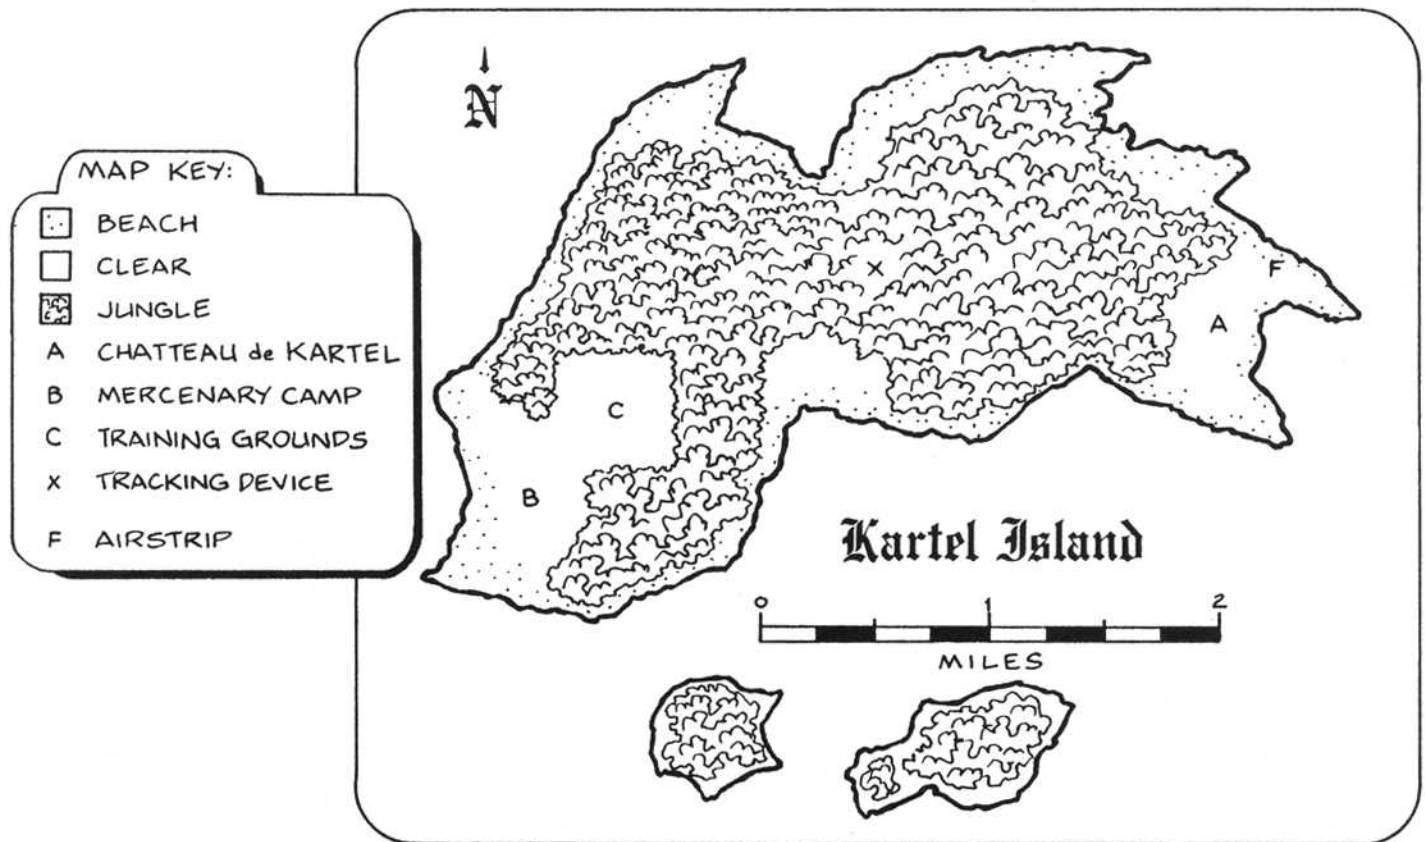 N
MAP KEY:
BEACH
CLEAR
JUNGLE
A CHATTEAU de KARTEL
B MERCENARY CAMP
C TRAINING GROUNDS
X TRACKING DEVICE
F AIRSTRIP
X
F
A
C
B
Kartel Island
0 1 2
MILES